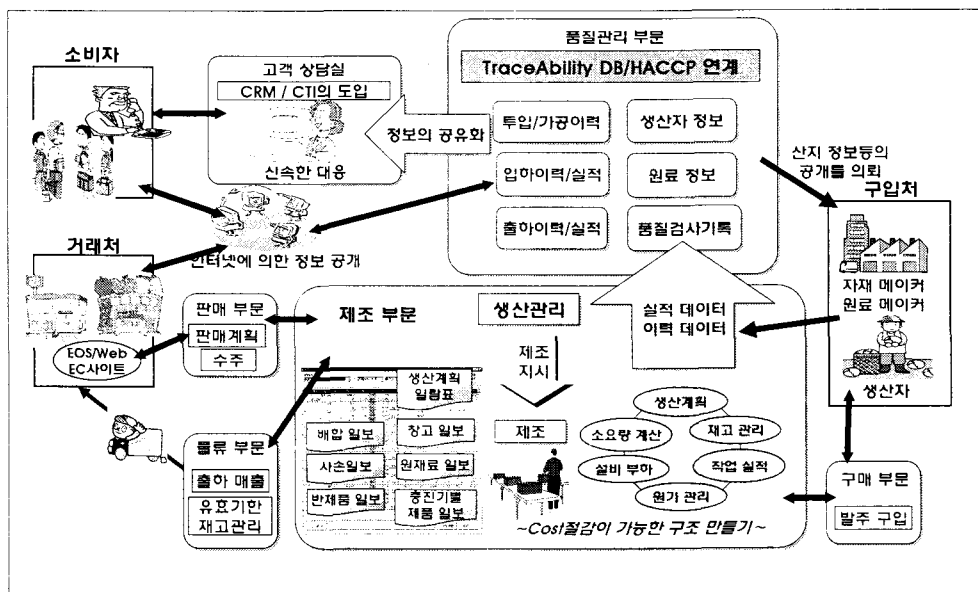 소비자
고객 상담실
CRM / CTI의 도입
신속한 대응
정보의 공유화
품질관리 부문
TraceAbility DB/HACCP 연계
투입/가공이력
생산자 정보
입하이력/실적
원료 정보
출하이력/실적
품질검사기록
산지 정보등의
공개를 의뢰
구입처
자재 메이커
원료 메이커
생산자
인터넷에 의한 정보 공개
거래처
EOS/Web
EC사이트
판매 부문
판매계획
수주
물류 부문
출하 매출
유효기한
재고관리
제조 부문
생산관리
실적 데이터
이력 데이터
제조
지시
생산계획
일람표
배합 일보
창고 일보
사손일보
원재료 일보
반제품 일보
충진기별
제품 일보
제조
생산계획
소요량 계산
재고 관리
설비 부하
작업 실적
원가 관리
~Cost절감이 가능한 구조 만들기~
구매 부문
발주 구입